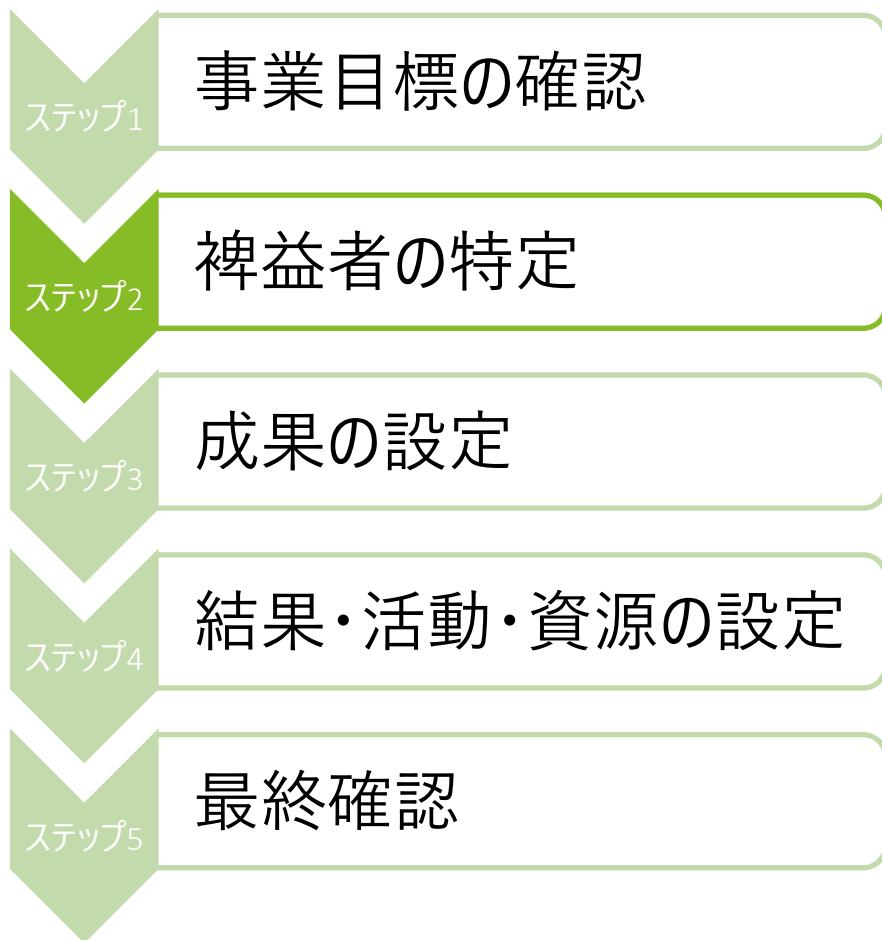 ステップ1
事業目標の確認
ステップ2
裨益者の特定
ステップ3
成果の設定
ステップ4
結果・活動・資源の設定
ステップ5
最終確認